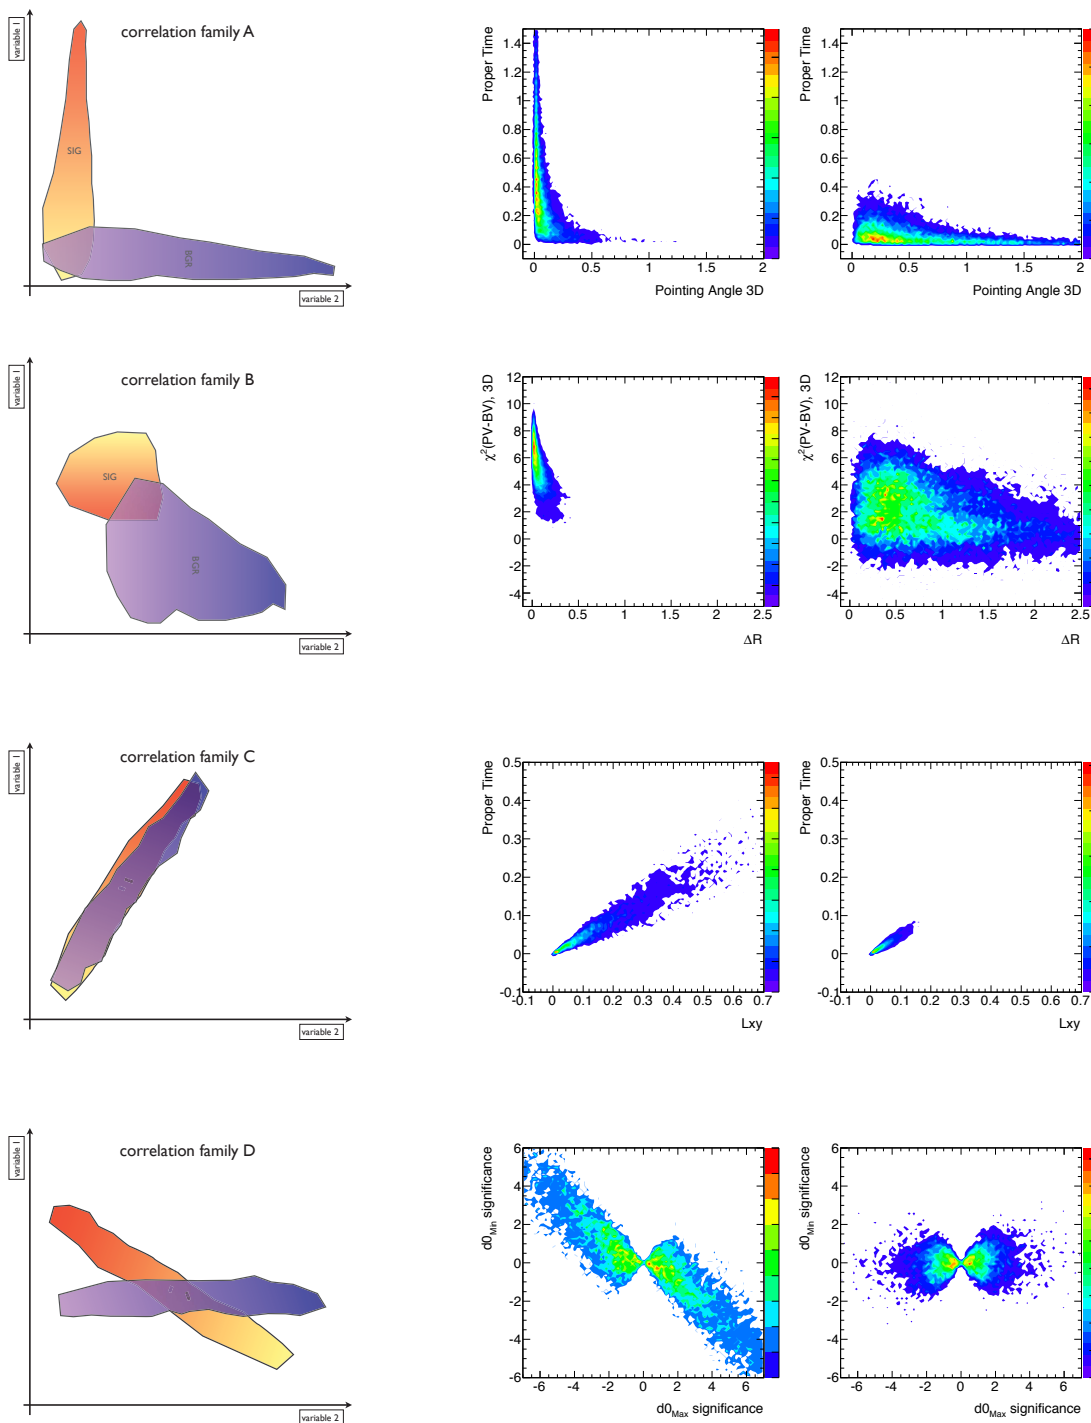 correlation family A
variable 1
SIG
BGR
variable 2
Proper Time
1.4
1.2
1
0.8
0.6
0.4
0.2
0
0 0.5 1 1.5 2
Pointing Angle 3D
Proper Time
1.4
1.2
1
0.8
0.6
0.4
0.2
0
0 0.5 1 1.5 2
Pointing Angle 3D
correlation family B
variable 1
SIG
BGR
variable 2
χ²(PV-BV), 3D
12
10
8
6
4
2
0
-2
-4
0 0.5 1 1.5 2 2.5
ΔR
χ²(PV-BV), 3D
12
10
8
6
4
2
0
-2
-4
0 0.5 1 1.5 2 2.5
ΔR
correlation family C
variable 1
variable 2
Proper Time
0.5
0.4
0.3
0.2
0.1
0
-0.1
-0.1 0 0.1 0.2 0.3 0.4 0.5 0.6 0.7
Lxy
Proper Time
0.5
0.4
0.3
0.2
0.1
0
-0.1
-0.1 0 0.1 0.2 0.3 0.4 0.5 0.6 0.7
Lxy
correlation family D
variable 1
variable 2
d0Min significance
6
4
2
0
-2
-4
-6
-6 -4 -2 0 2 4 6
d0Max significance
d0Min significance
6
4
2
0
-2
-4
-6
-6 -4 -2 0 2 4 6
d0Max significance